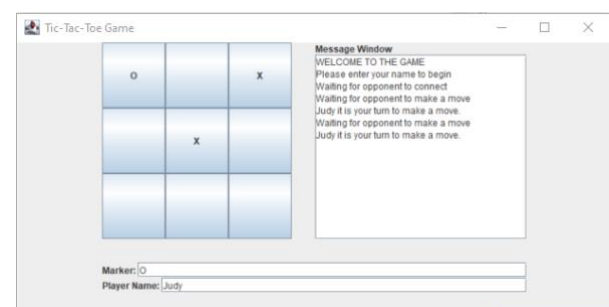 Tic-Tac-Toe Game
O X
X
Message Window
WELCOME TO THE GAME
Please enter your name to begin
Waiting for opponent to connect
Waiting for opponent to make a move
Judy it is your turn to make a move.
Waiting for opponent to make a move
Judy it is your turn to make a move.
Marker: O
Player Name: Judy